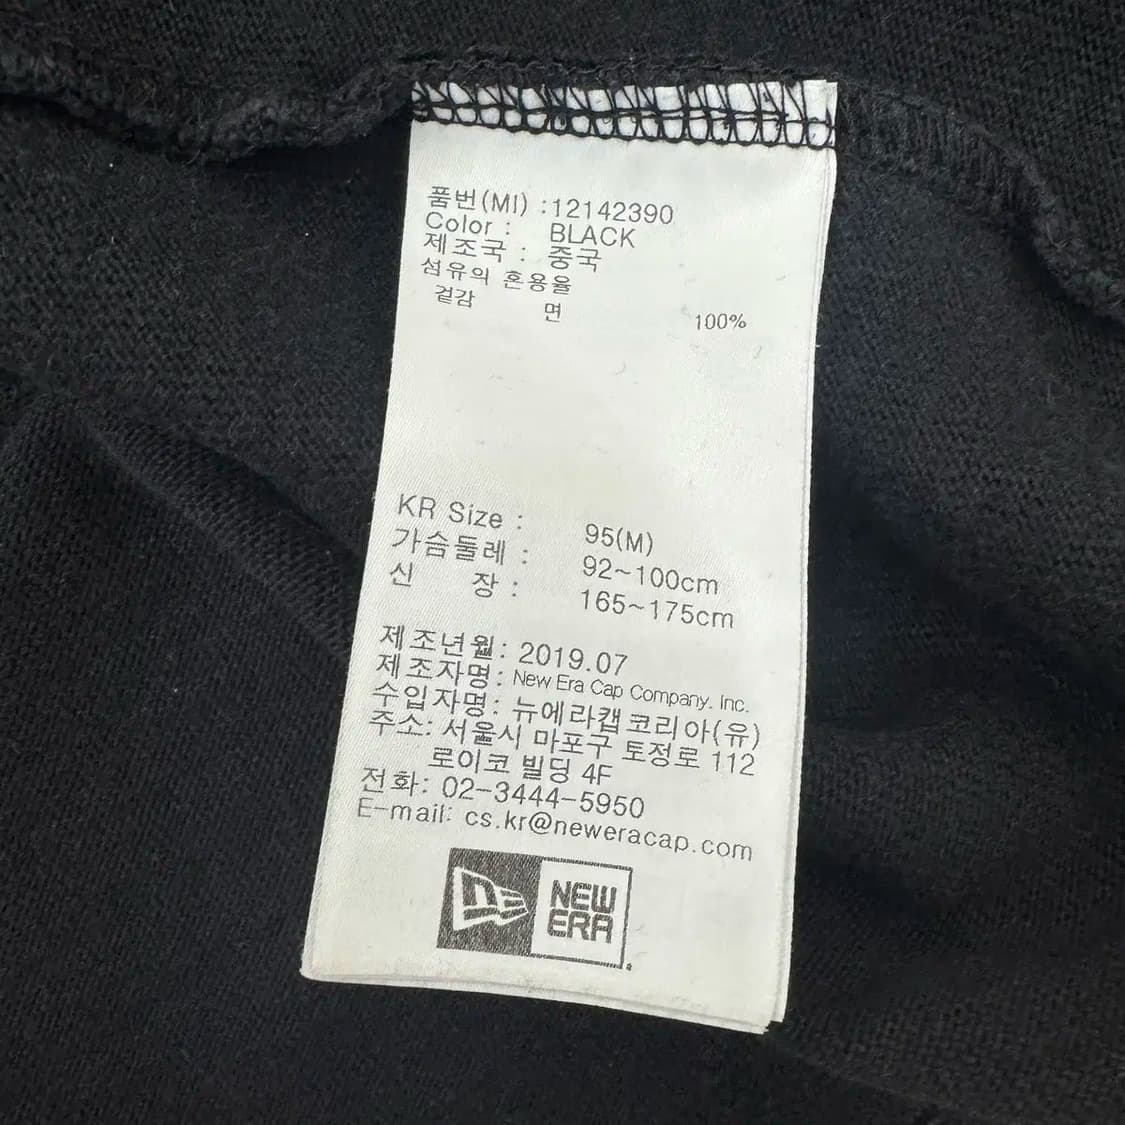 품번(MI) :12142390
Color : BLACK
제조국 : 중국
섬유의 혼용율
겉감 면 100%
KR Size : 95(M)
가슴둘레 : 92~100cm
신 장 : 165~175cm
제조년월: 2019.07
제조자명: New Era Cap Company. Inc.
수입자명: 뉴에라캡코리아(유)
주소: 서울시 마포구 토정로 112
로이코 빌딩 4F
전화: 02-3444-5950
E-mail: cs.kr@neweracap.com
NEW
ERA